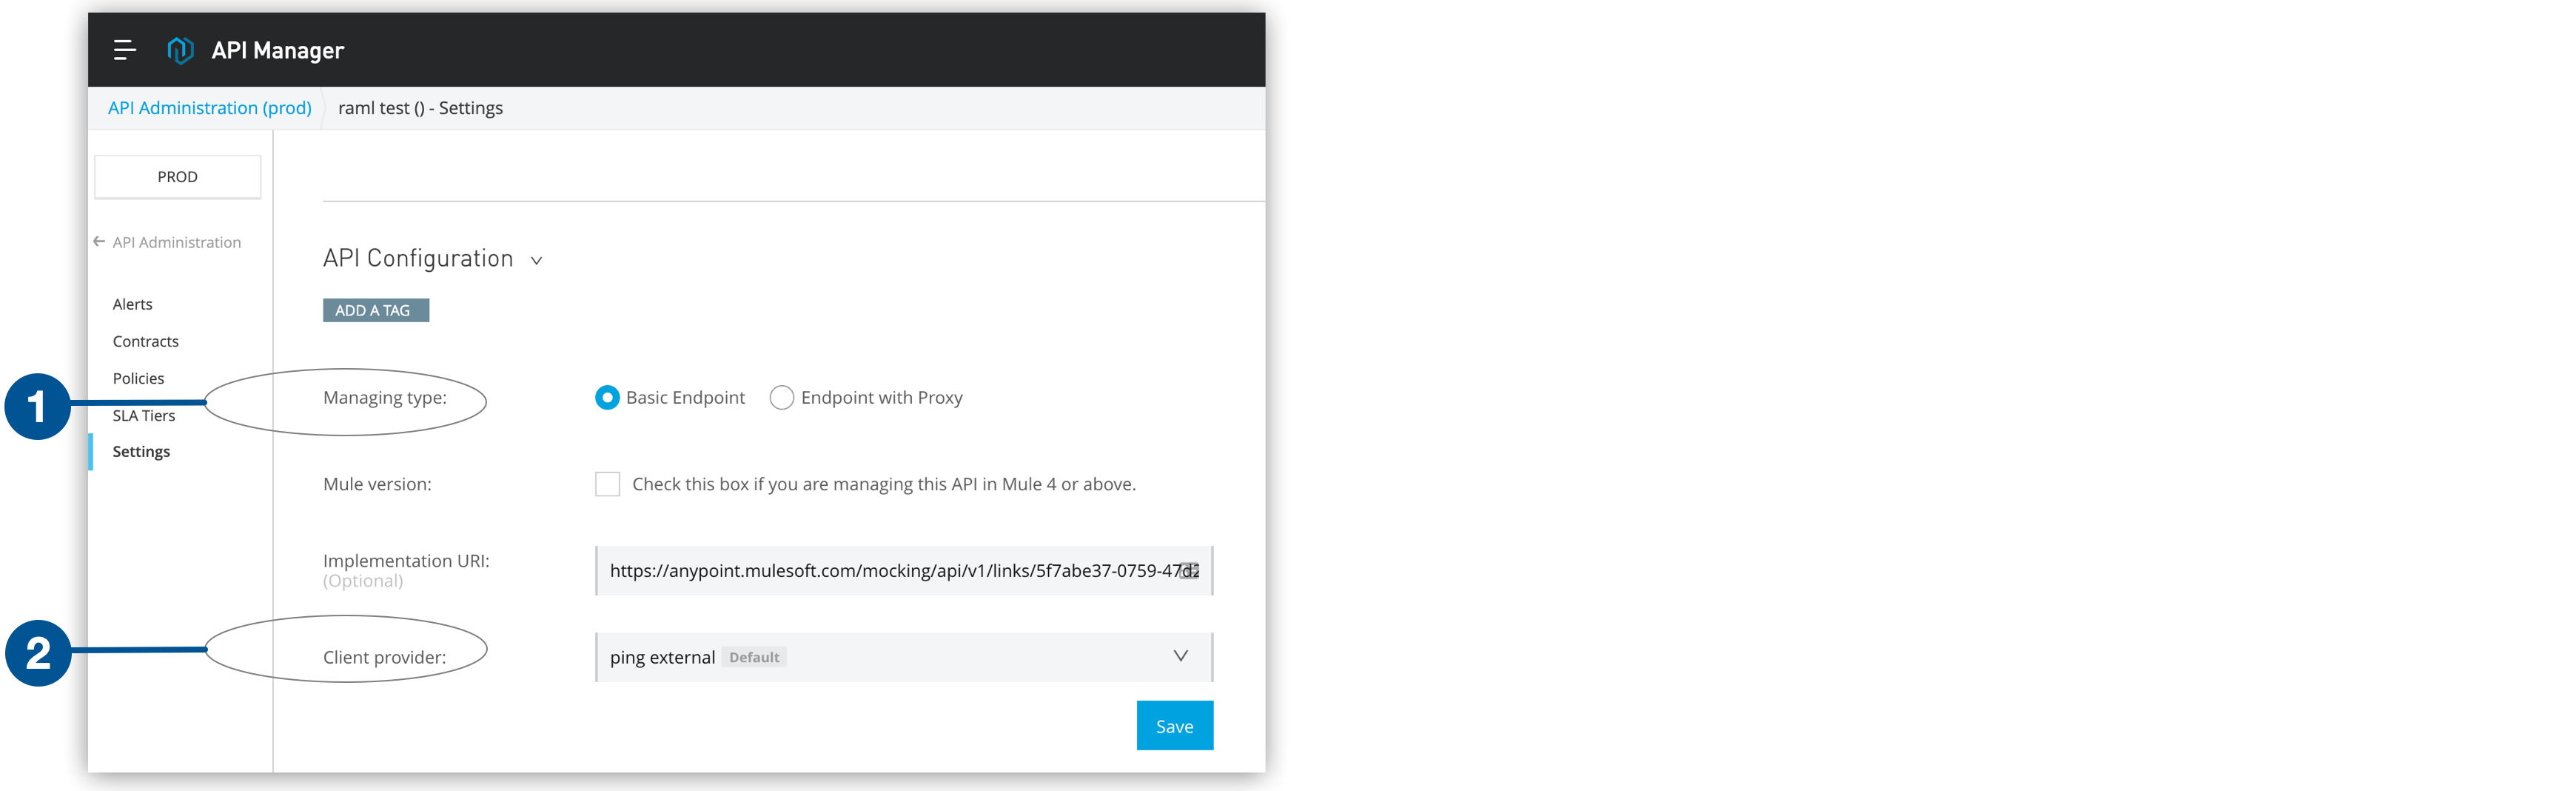 API Manager
API Administration (prod)
raml test () - Settings
PROD
API Administration
Alerts
Contracts
Policies
SLA Tiers
Settings
API Configuration
ADD A TAG
1
Managing type:
Basic Endpoint
Endpoint with Proxy
Mule version:
Check this box if you are managing this API in Mule 4 or above.
Implementation URI:
(Optional)
https://anypoint.mulesoft.com/mocking/api/v1/links/5f7abe37-0759-47d2
2
Client provider:
ping external Default
Save